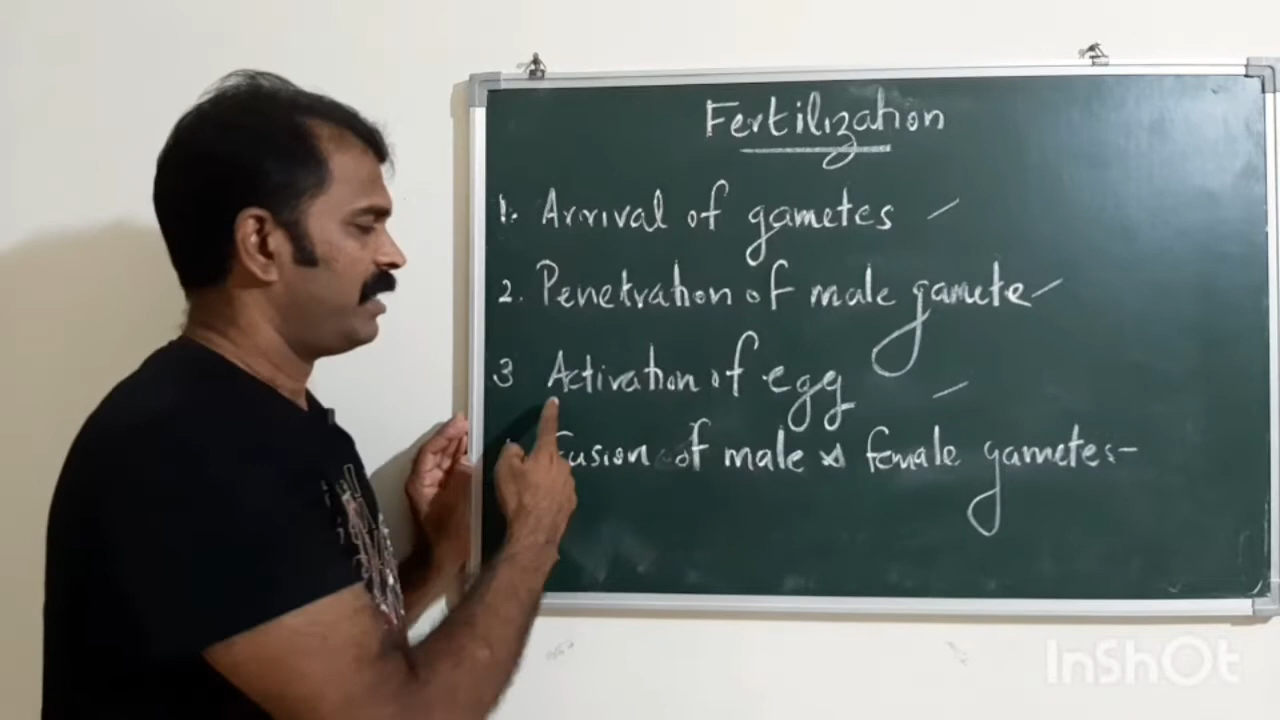 Fertilization
1. Arrival of gametes
2. Penetration of male gamete
3 Activation of egg
Fusion of male & female gametes
InShOt